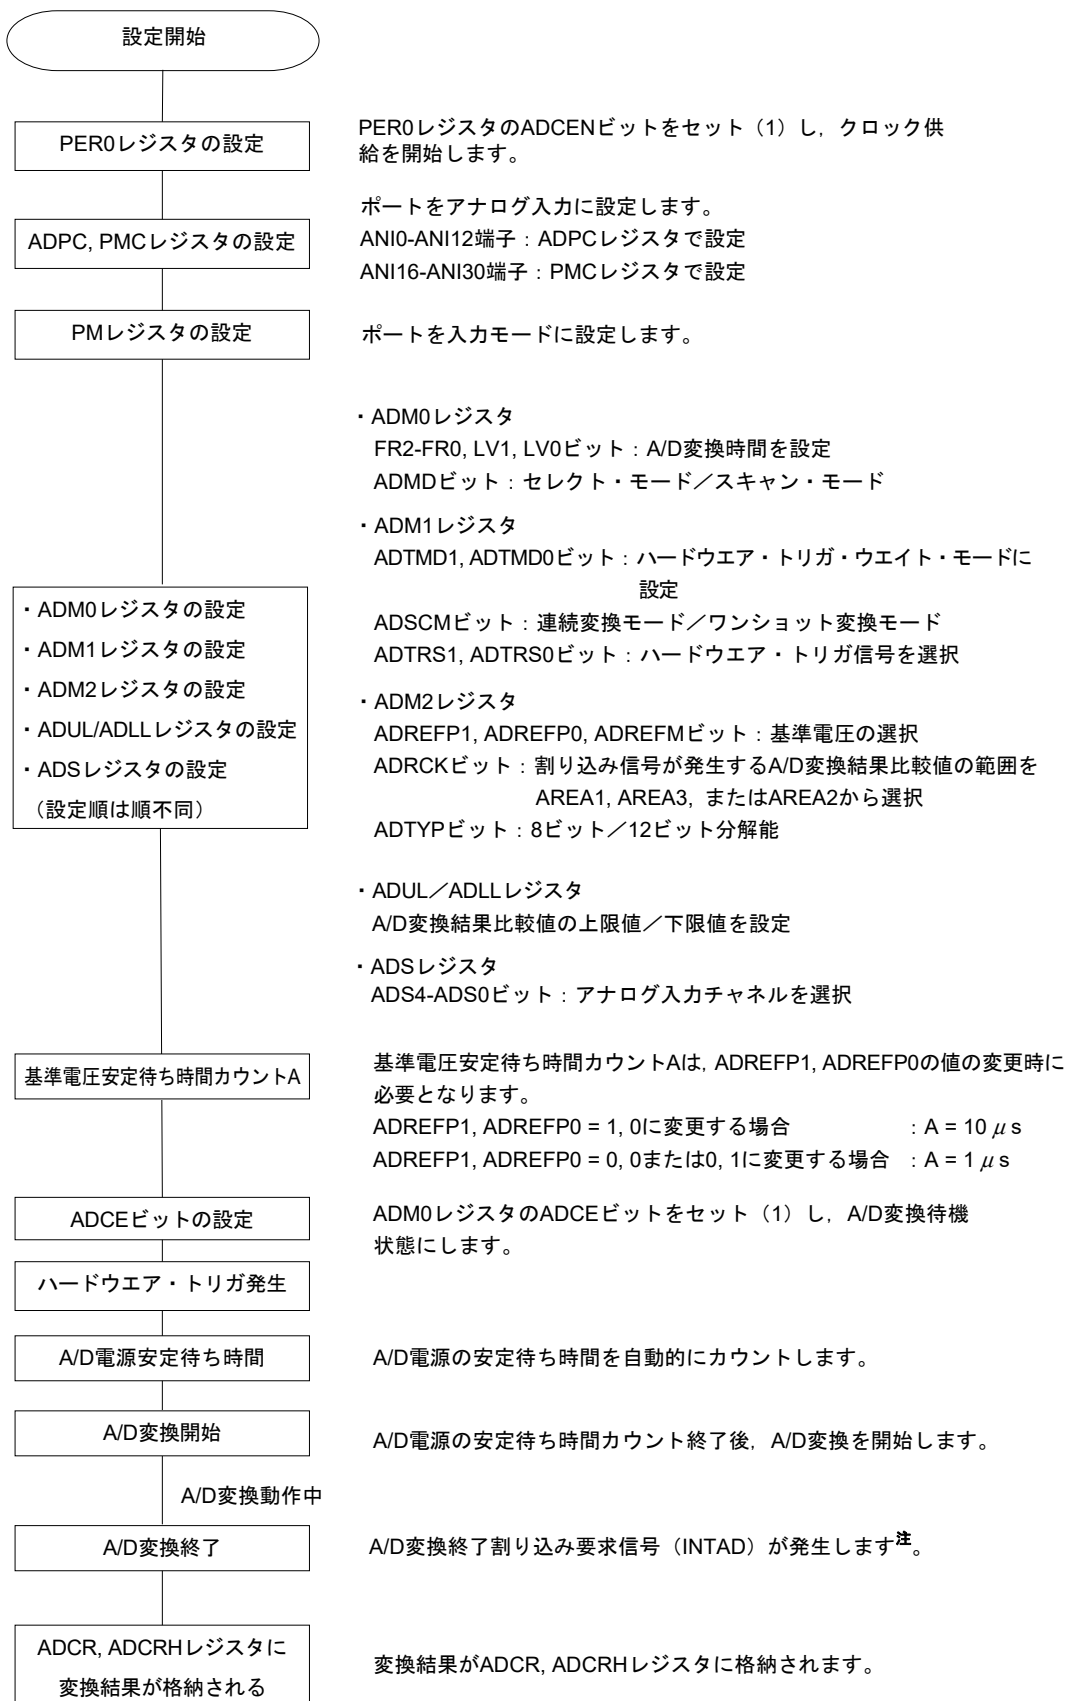 設定開始
PER0レジスタの設定
PER0レジスタのADCENビットをセット（1）し，クロック供
給を開始します。
ADPC, PMCレジスタの設定
ポートをアナログ入力に設定します。
ANI0-ANI12端子：ADPCレジスタで設定
ANI16-ANI30端子：PMCレジスタで設定
PMレジスタの設定
ポートを入力モードに設定します。
・ADM0レジスタの設定
・ADM1レジスタの設定
・ADM2レジスタの設定
・ADUL/ADLLレジスタの設定
・ADSレジスタの設定
（設定順は順不同）
・ADM0レジスタ
FR2-FR0, LV1, LV0ビット：A/D変換時間を設定
ADMDビット：セレクト・モード／スキャン・モード
・ADM1レジスタ
ADTMD1, ADTMD0ビット：ハードウエア・トリガ・ウエイト・モードに
設定
ADSCMビット：連続変換モード／ワンショット変換モード
ADTRS1, ADTRS0ビット：ハードウエア・トリガ信号を選択
・ADM2レジスタ
ADREFP1, ADREFP0, ADREFMビット：基準電圧の選択
ADRCKビット：割り込み信号が発生するA/D変換結果比較値の範囲を
AREA1, AREA3, またはAREA2から選択
ADTYPビット：8ビット／12ビット分解能
・ADUL／ADLLレジスタ
A/D変換結果比較値の上限値／下限値を設定
・ADSレジスタ
ADS4-ADS0ビット：アナログ入力チャネルを選択
基準電圧安定待ち時間カウントA
基準電圧安定待ち時間カウントAは, ADREFP1, ADREFP0の値の変更時に
必要となります。
ADREFP1, ADREFP0 = 1, 0に変更する場合 ：A = 10 μ s
ADREFP1, ADREFP0 = 0, 0または0, 1に変更する場合 ：A = 1 μ s
ADCEビットの設定
ADM0レジスタのADCEビットをセット（1）し，A/D変換待機
状態にします。
ハードウエア・トリガ発生
A/D電源安定待ち時間
A/D電源の安定待ち時間を自動的にカウントします。
A/D変換開始
A/D電源の安定待ち時間カウント終了後，A/D変換を開始します。
A/D変換動作中
A/D変換終了
A/D変換終了割り込み要求信号（INTAD）が発生します注。
ADCR, ADCRHレジスタに
変換結果が格納される
変換結果がADCR, ADCRHレジスタに格納されます。